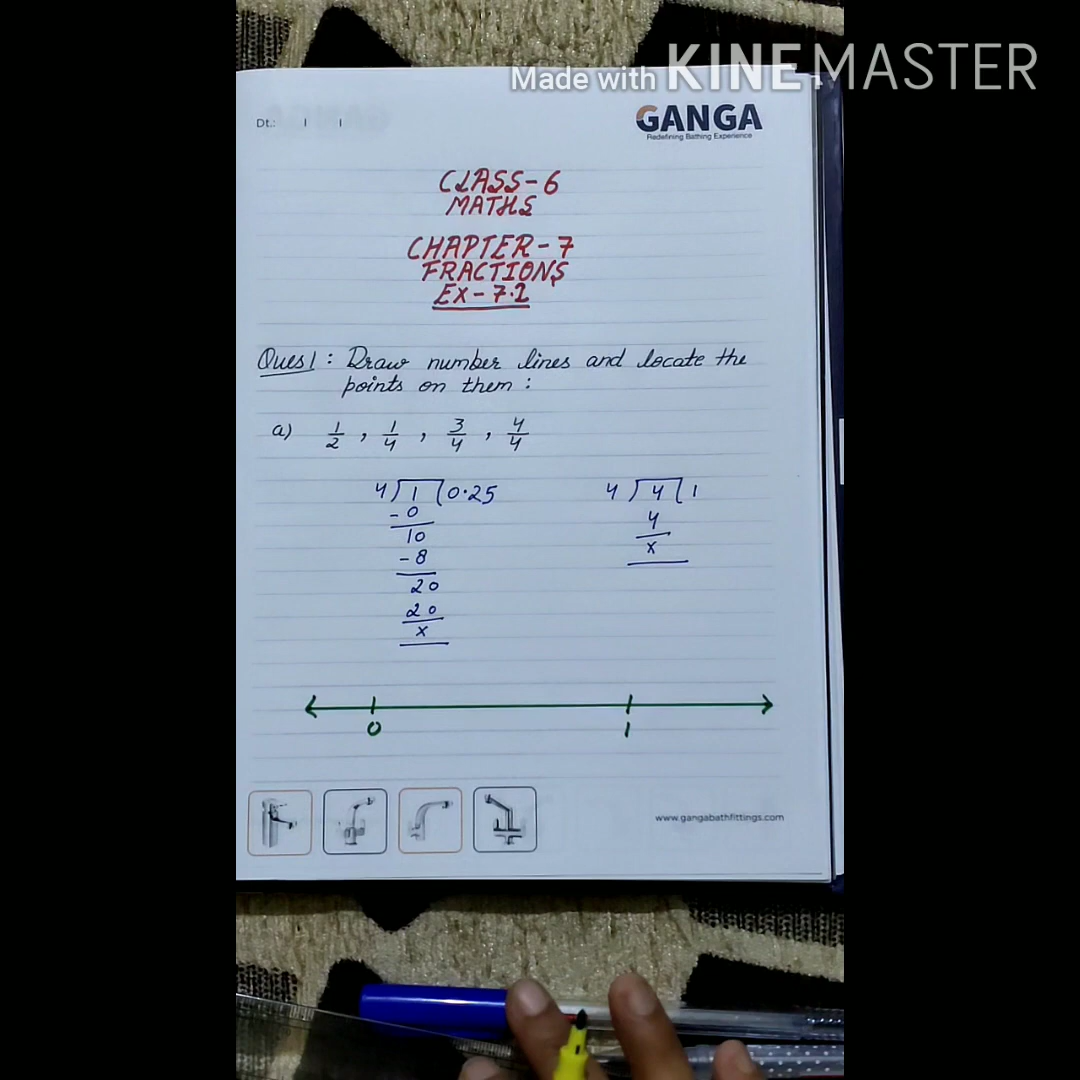 Made with KINEMASTER
Dt.:
GANGA
Redefining Bathing Experience
CLASS-6
MATHS
CHAPTER-7
FRACTIONS
EX-7.2
Ques 1: Draw number lines and locate the
points on them :
a) 1/2 , 1/4 , 3/4 , 4/4
4) 1 (0.25
- 0
10
- 8
20
20
x
4) 4 (1
4
x
0 1
www.gangabathfittings.com